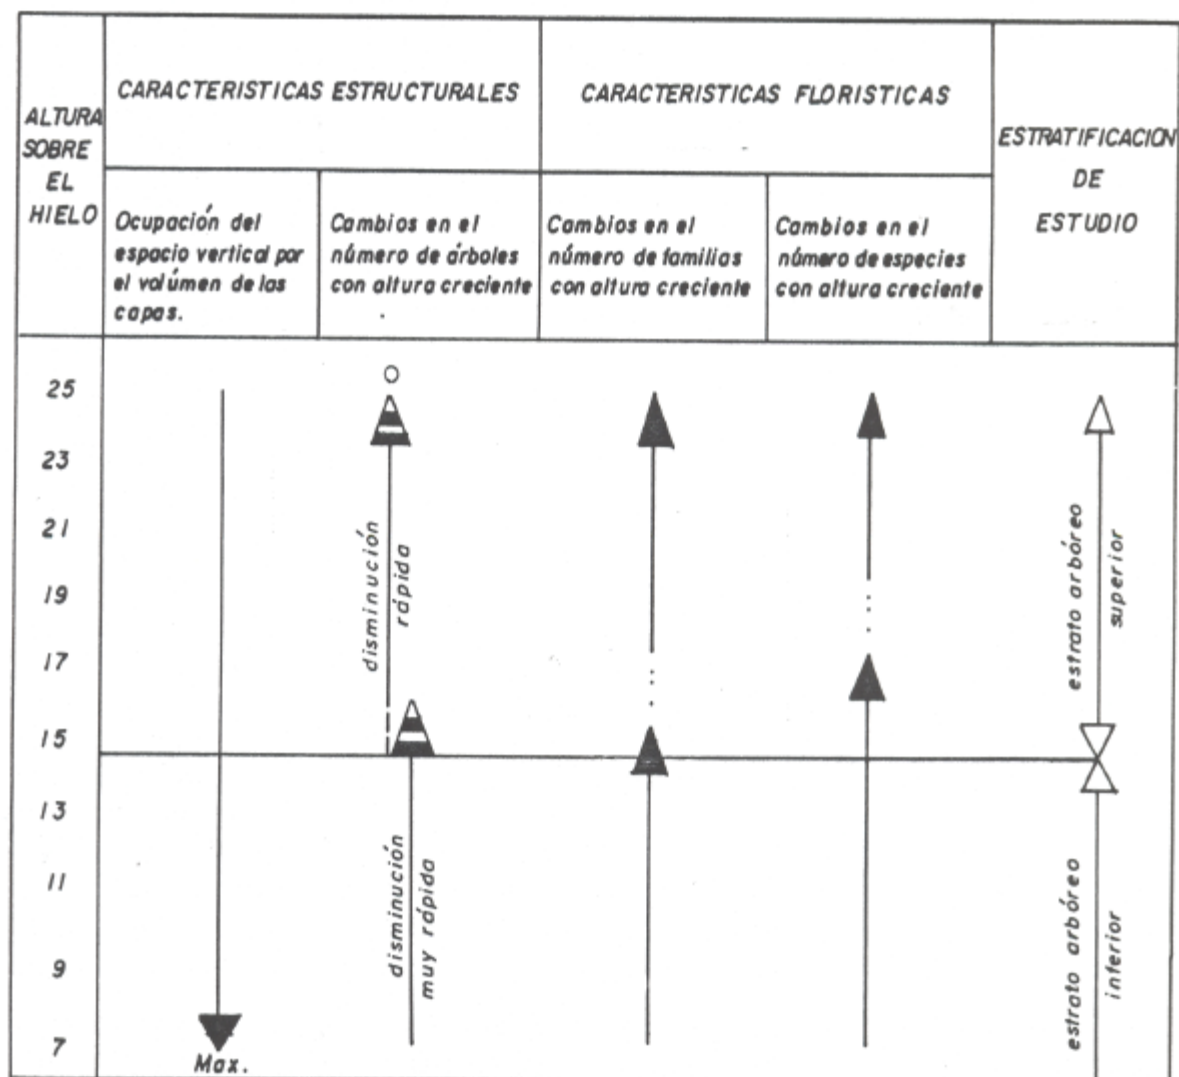 ALTURA
SOBRE
EL
HIELO
CARACTERISTICAS ESTRUCTURALES
CARACTERISTICAS FLORISTICAS
ESTRATIFICACION
DE
ESTUDIO
Ocupación del
espacio vertical por
el volúmen de las
capas.
Cambios en el
número de árboles
con altura creciente
Cambios en el
número de familias
con altura creciente
Cambios en el
número de especies
con altura creciente
25
23
21
19
17
15
13
11
9
7
Max.
disminución
rápida
disminución
muy rápida
estrato arbóreo
superior
estrato arbóreo
inferior